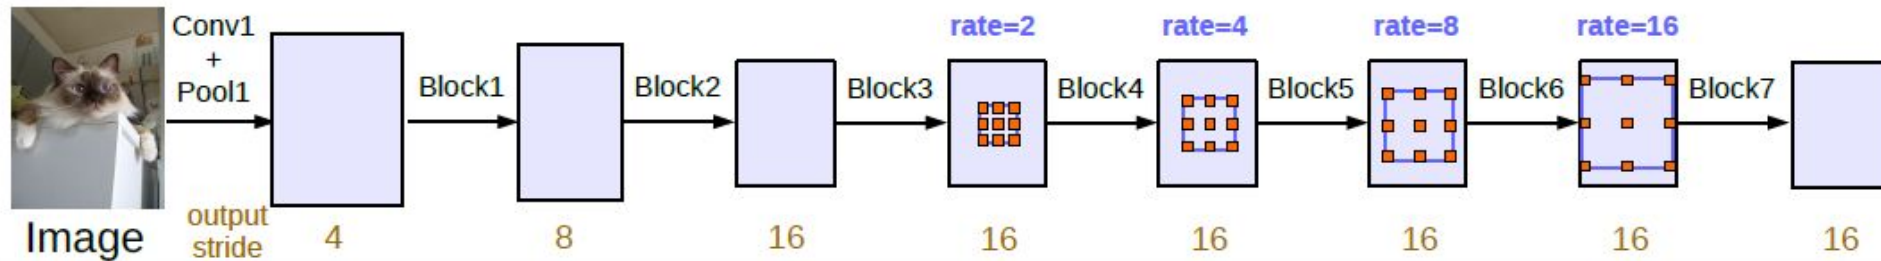 Conv1
+
Pool1
Block1
Block2
Block3
Block4
Block5
Block6
Block7
rate=2
rate=4
rate=8
rate=16
Image
output
stride
4
8
16
16
16
16
16
16